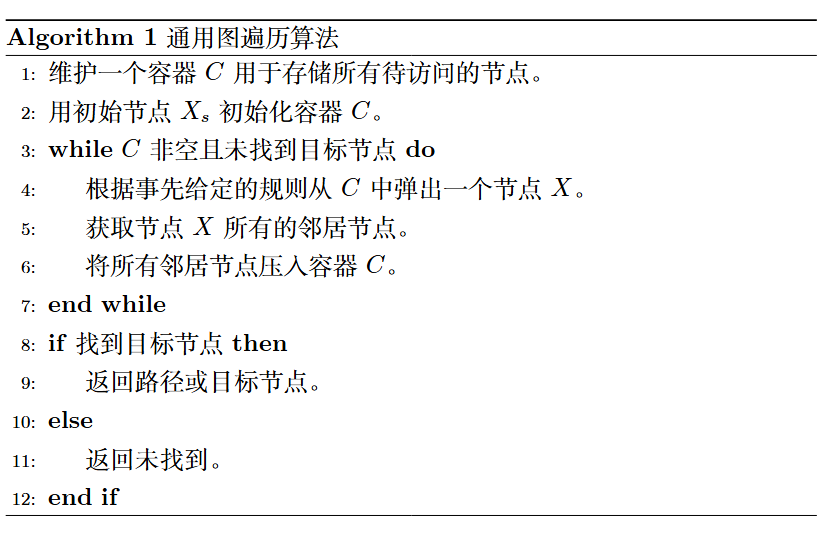 Algorithm 1 通用图遍历算法
1: 维护一个容器 C 用于存储所有待访问的节点。
2: 用初始节点 Xs 初始化容器 C。
3: while C 非空且未找到目标节点 do
4: 根据事先给定的规则从 C 中弹出一个节点 X。
5: 获取节点 X 所有的邻居节点。
6: 将所有邻居节点压入容器 C。
7: end while
8: if 找到目标节点 then
9: 返回路径或目标节点。
10: else
11: 返回未找到。
12: end if